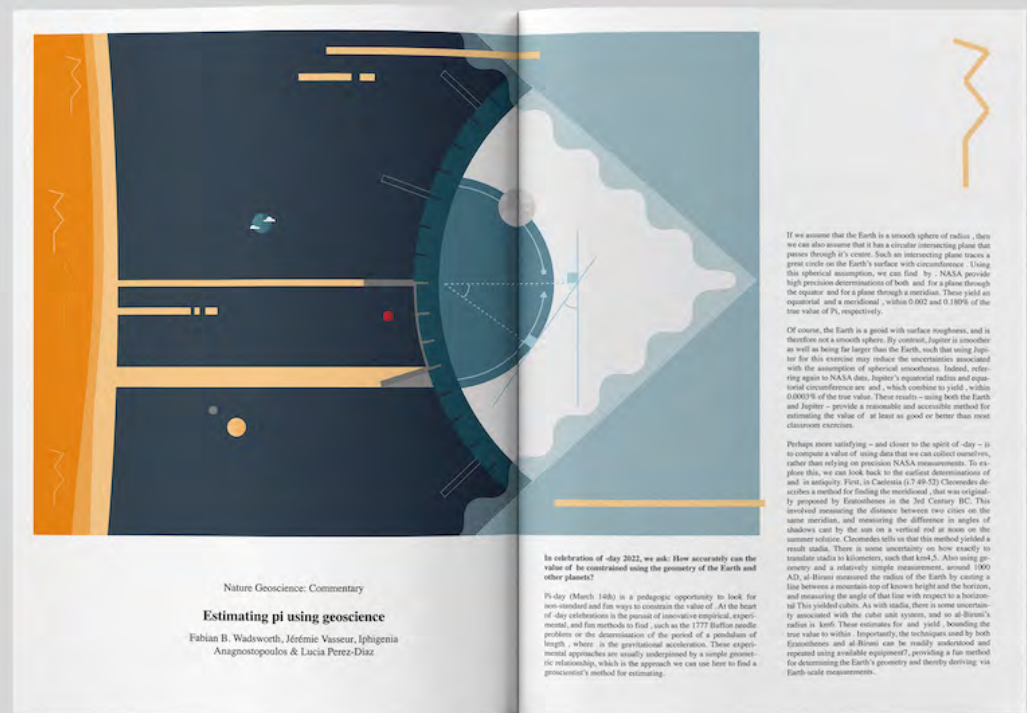 Nature Geoscience: Commentary
Estimating pi using geoscience
Fabian B. Wadsworth, Jérémie Vasseur, Iphigenia
Anagnostopoulos & Lucia Perez-Diaz
In celebration of -day 2022, we ask: How accurately can the
value of be constrained using the geometry of the Earth and
other planets?
Pi-day (March 14th) is a pedagogic opportunity to look for
non-standard and fun ways to constrain the value of . At the heart
of -day celebrations is the pursuit of innovative empirical, experi-
mental, and fun methods to find , such as the 1777 Buffon needle
problem or the determination of the period of a pendulum of
length , where is the gravitational acceleration. These experi-
mental approaches are usually underpinned by a simple geomet-
ric relationship, which is the approach we can use here to find a
geoscientist's method for estimating.
If we assume that the Earth is a smooth sphere of radius , then
we can also assume that it has a circular intersecting plane that
passes through it's centre. Such an intersecting plane traces a
great circle on the Earth's surface with circumference . Using
this spherical assumption, we can find by . NASA provide
high precision determinations of both and for a plane through
the equator and for a plane through a meridian. These yield an
equatorial and a meridional , within 0.002 and 0.180% of the
true value of Pi, respectively.
Of course, the Earth is a geoid with surface roughness, and is
therefore not a smooth sphere. By contrast, Jupiter is smoother
as well as being far larger than the Earth, such that using Jupi-
ter for this exercise may reduce the uncertainties associated
with the assumption of spherical smoothness. Indeed, refer-
ring again to NASA data, Jupiter's equatorial radius and equa-
torial circumference are and , which combine to yield , within
0.0003% of the true value. These results – using both the Earth
and Jupiter – provide a reasonable and accessible method for
estimating the value of at least as good or better than most
classroom exercises.
Perhaps more satisfying – and closer to the spirit of -day – is
to compute a value of using data that we can collect ourselves,
rather than relying on precision NASA measurements. To ex-
plore this, we can look back to the earliest determinations of
and in antiquity. First, in Caelestia (i.7 49-52) Cleomedes de-
scribes a method for finding the meridional , that was original-
ly proposed by Eratosthenes in the 3rd Century BC. This
involved measuring the distance between two cities on the
same meridian, and measuring the difference in angles of
shadows cast by the sun on a vertical rod at noon on the
summer solstice. Cleomedes tells us that this method yielded a
result stadia. There is some uncertainty on how exactly to
translate stadia to kilometers, such that km4,5. Also using ge-
ometry and a relatively simple measurement, around 1000
AD, al-Biruni measured the radius of the Earth by casting a
line between a mountain-top of known height and the horizon,
and measuring the angle of that line with respect to a horizon-
tal This yielded cubits. As with stadia, there is some uncertain-
ty associated with the cubit unit system, and so al-Biruni's
radius is km6. These estimates for and yield , bounding the
true value to within . Importantly, the techniques used by both
Eratosthenes and al-Biruni can be readily understood and
repeated using available equipment7, providing a fun method
for determining the Earth's geometry and thereby deriving via
Earth-scale measurements.